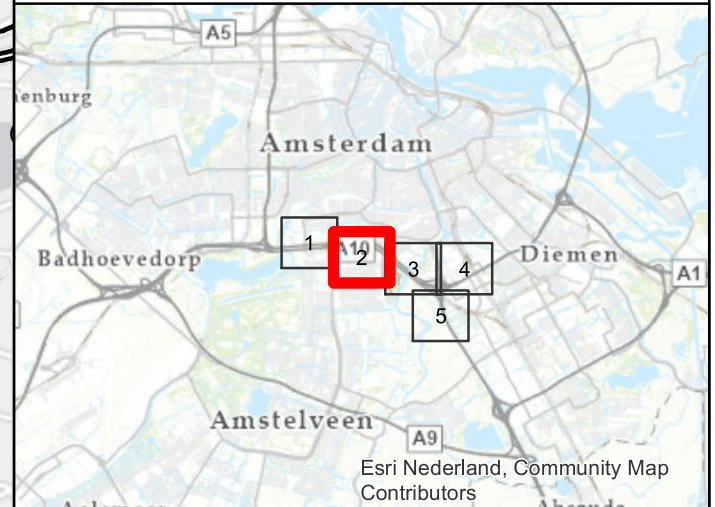 A5
enburg
Amsterdam
1
A10
2
3
4
Diemen
Badhoevedorp
A1
5
Amstelveen
A9
Esri Nederland, Community Map
Contributors